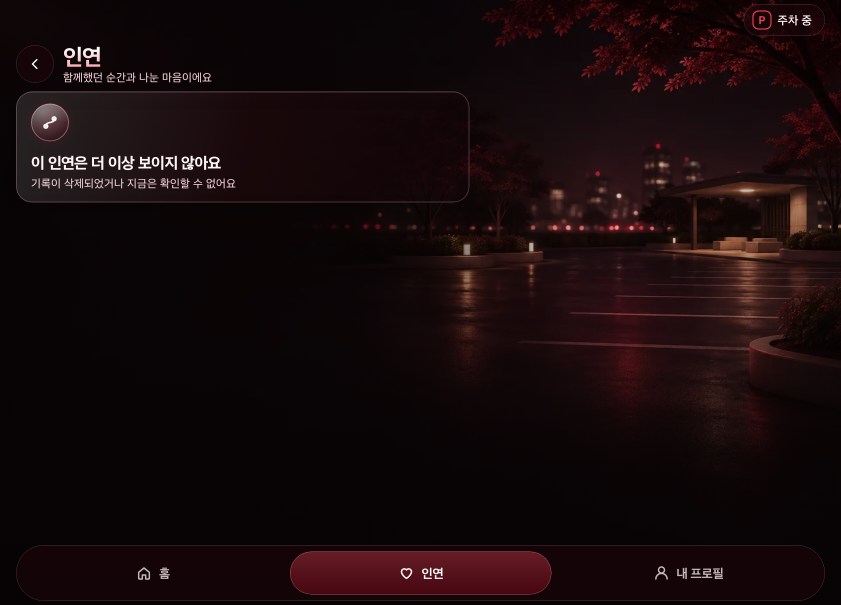 P 주차 중
인연
함께했던 순간과 나눈 마음이에요
이 인연은 더 이상 보이지 않아요
기록이 삭제되었거나 지금은 확인할 수 없어요
홈 인연 내 프로필